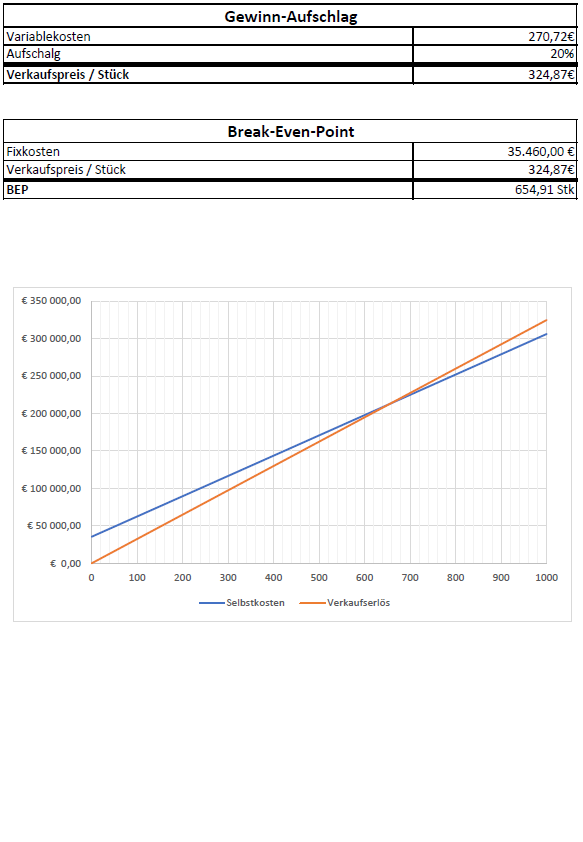 Gewinn-Aufschlag
Variablekosten 270,72€
Aufschalg 20%
Verkaufspreis / Stück 324,87€
Break-Even-Point
Fixkosten 35.460,00 €
Verkaufspreis / Stück 324,87€
BEP 654,91 Stk
€ 350 000,00
€ 300 000,00
€ 250 000,00
€ 200 000,00
€ 150 000,00
€ 100 000,00
€ 50 000,00
€ 0,00
0 100 200 300 400 500 600 700 800 900 1000
Selbstkosten Verkaufserlös